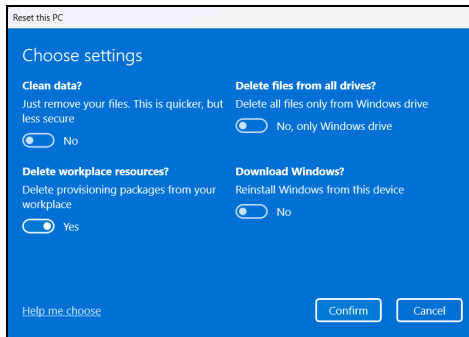 Reset this PC
Choose settings
Clean data?
Just remove your files. This is quicker, but
less secure
No
Delete files from all drives?
Delete all files only from Windows drive
No, only Windows drive
Delete workplace resources?
Delete provisioning packages from your
workplace
Yes
Download Windows?
Reinstall Windows from this device
No
Help me choose
Confirm
Cancel